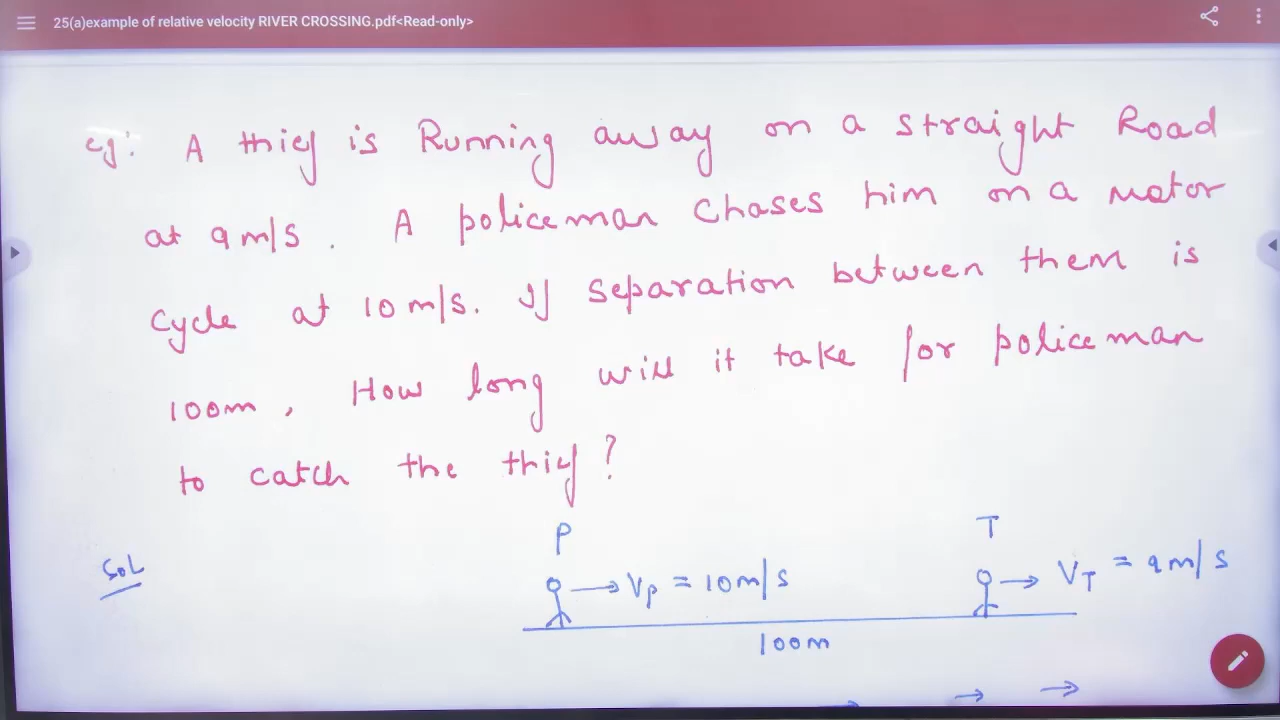 25(a)example of relative velocity RIVER CROSSING.pdf<Read-only>
eg: A thief is Running away on a straight Road
at 9 m/s. A policeman chases him on a motor
cycle at 10 m/s. If separation between them is
100m, How long will it take for policeman
to catch the thief?
P T
Sol
VP = 10 m/s VT = 9 m/s
100m